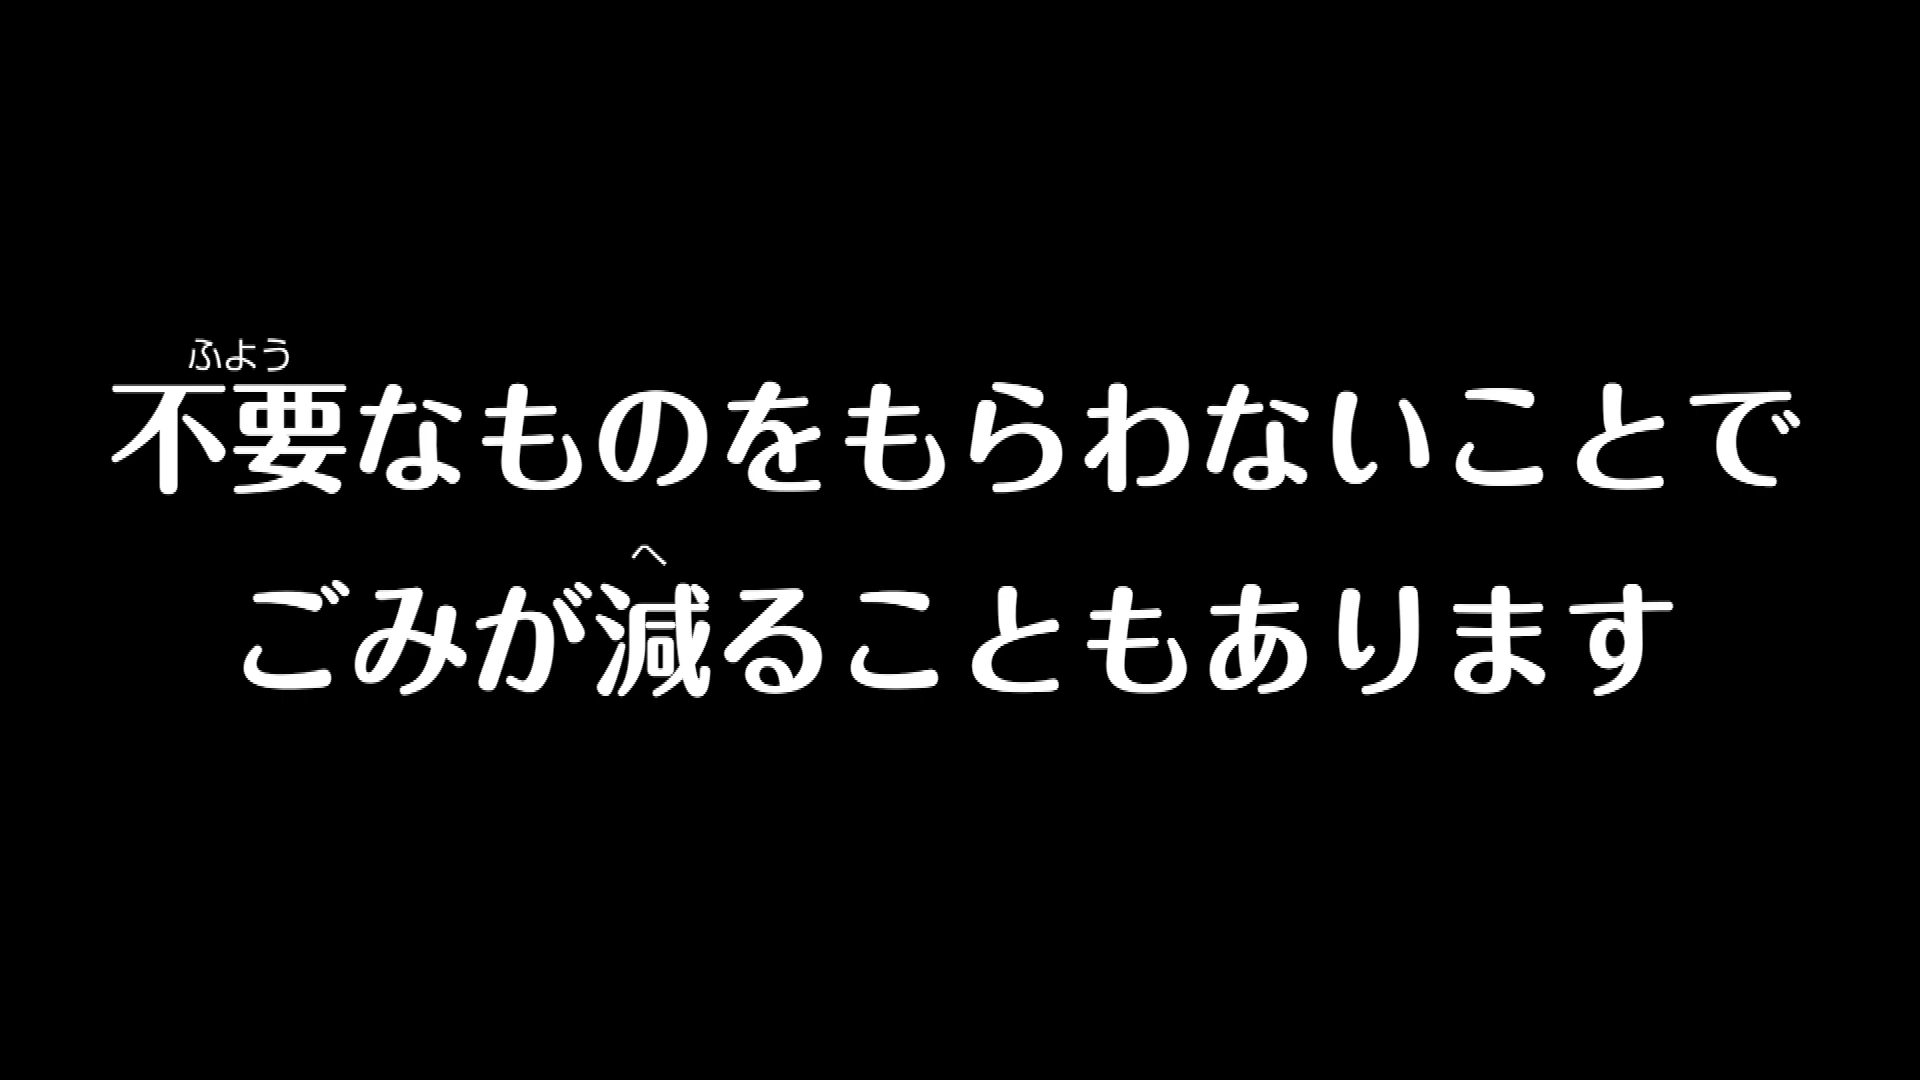 ふよう
不要なものをもらわないことで
へ
ごみが減ることもあります